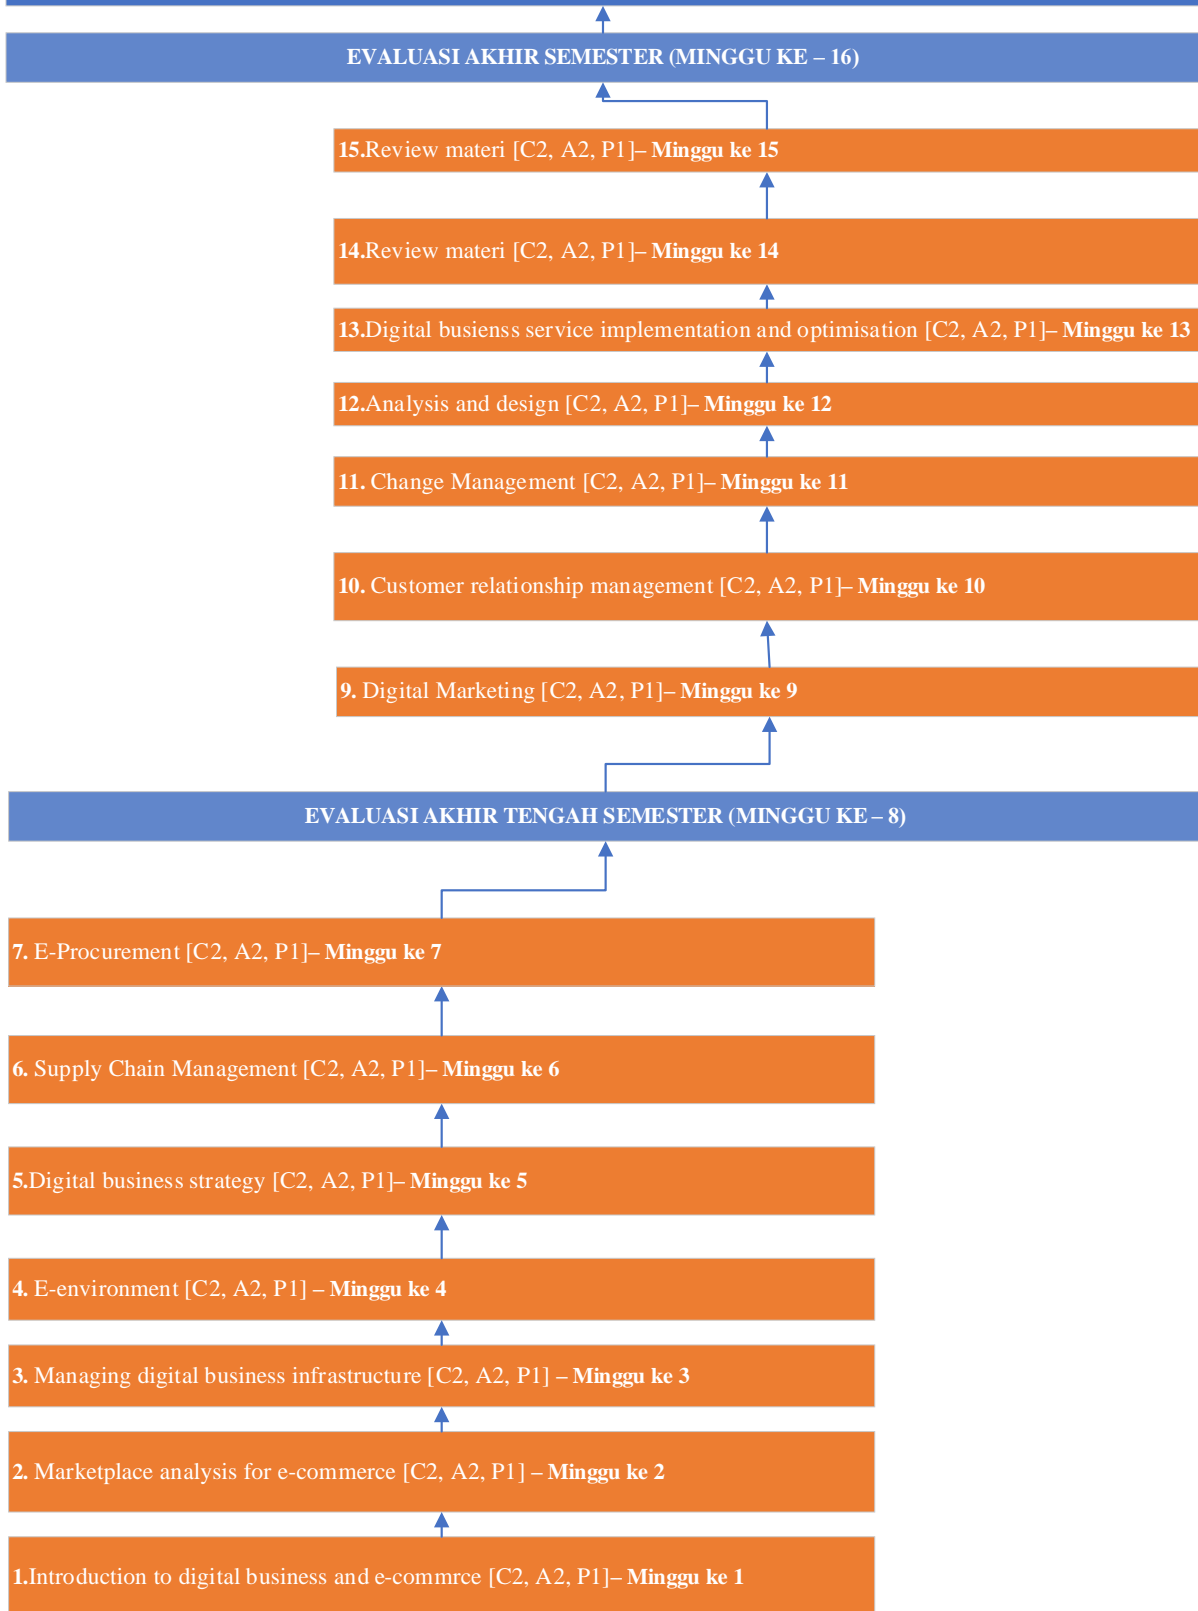 EVALUASI AKHIR SEMESTER (MINGGU KE – 16)
15.Review materi [C2, A2, P1]– Minggu ke 15
14.Review materi [C2, A2, P1]– Minggu ke 14
13.Digital busienss service implementation and optimisation [C2, A2, P1]– Minggu ke 13
12.Analysis and design [C2, A2, P1]– Minggu ke 12
11. Change Management [C2, A2, P1]– Minggu ke 11
10. Customer relationship management [C2, A2, P1]– Minggu ke 10
9. Digital Marketing [C2, A2, P1]– Minggu ke 9
EVALUASI AKHIR TENGAH SEMESTER (MINGGU KE – 8)
7. E-Procurement [C2, A2, P1]– Minggu ke 7
6. Supply Chain Management [C2, A2, P1]– Minggu ke 6
5.Digital business strategy [C2, A2, P1]– Minggu ke 5
4. E-environment [C2, A2, P1] – Minggu ke 4
3. Managing digital business infrastructure [C2, A2, P1] – Minggu ke 3
2. Marketplace analysis for e-commerce [C2, A2, P1] – Minggu ke 2
1.Introduction to digital business and e-commrce [C2, A2, P1]– Minggu ke 1